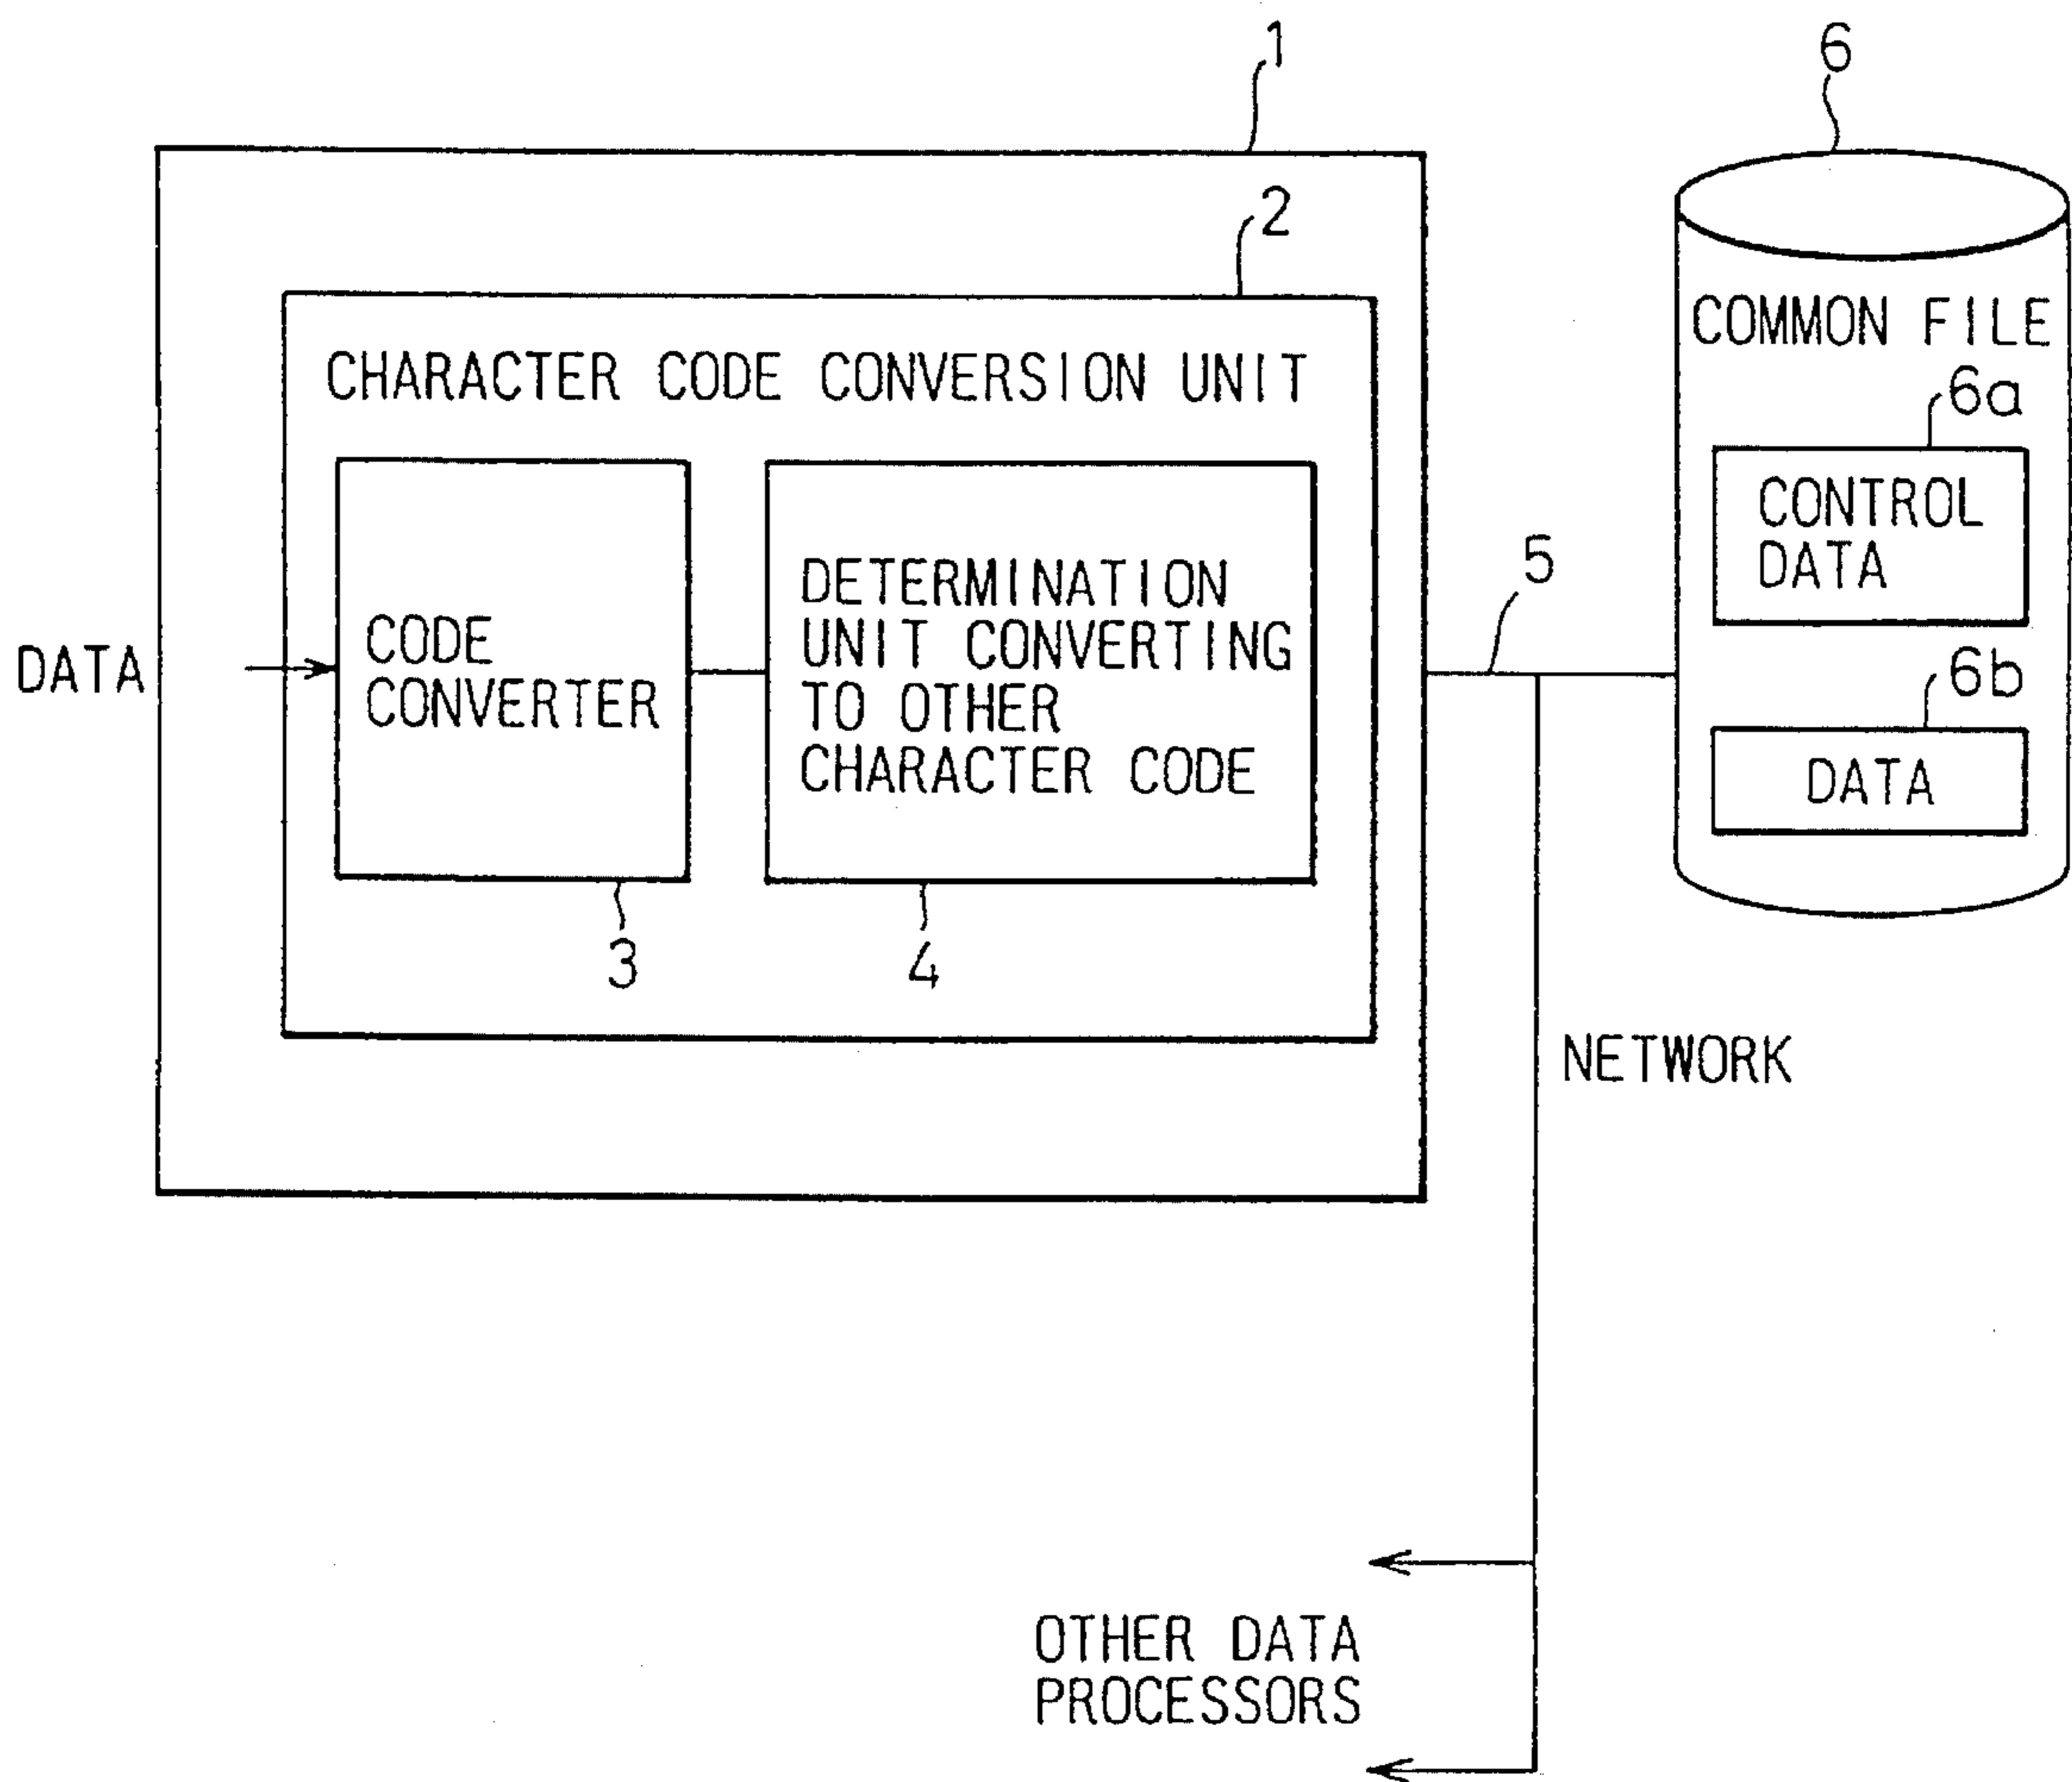 1
6
2
COMMON FILE
CHARACTER CODE CONVERSION UNIT
6a
CONTROL
DATA
DATA
CODE
CONVERTER
DETERMINATION
UNIT CONVERTING
TO OTHER
CHARACTER CODE
5
6b
DATA
3
4
NETWORK
OTHER DATA
PROCESSORS